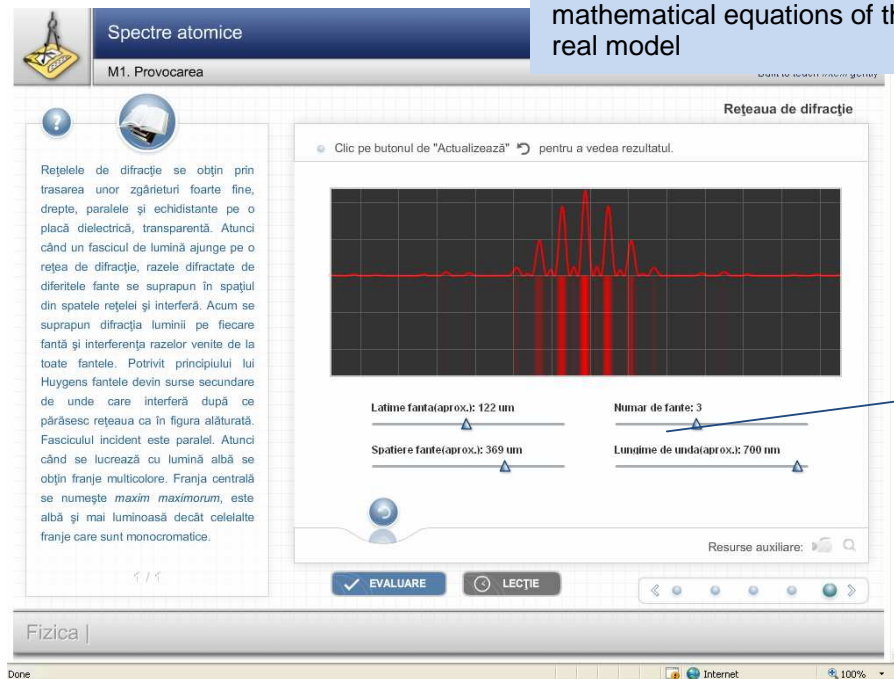 mathematical equations of
real model
Spectre atomice
M1. Provocarea
Rețeaua de difracție
Clic pe butonul de "Actualizează" pentru a vedea rezultatul.
Rețelele de difracție se obțin prin
trasarea unor zgârieturi foarte fine,
drepte, paralele și echidistante pe o
placă dielectrică, transparentă. Atunci
când un fascicul de lumină ajunge pe o
rețea de difracție, razele difractate de
diferitele fante se suprapun în spațiul
din spatele rețelei și interferă. Acum se
suprapun difracția luminii pe fiecare
fantă și interferența razelor venite de la
toate fantele. Potrivit principiului lui
Huygens fantele devin surse secundare
de unde care interferă după ce
părăsesc rețeaua ca în figura alăturată.
Fasciculul incident este paralel. Atunci
când se lucrează cu lumină albă se
obțin franje multicolore. Franja centrală
se numește maxim maximorum, este
albă și mai luminoasă decât celelalte
franje care sunt monocromatice.
Latime fanta(aprox.): 122 um
Numar de fante: 3
Spatiere fante(aprox.): 369 um
Lungime de unda(aprox.): 700 nm
Resurse auxiliare:
EVALUARE
LECȚIE
Fizica |
Done
Internet
100%